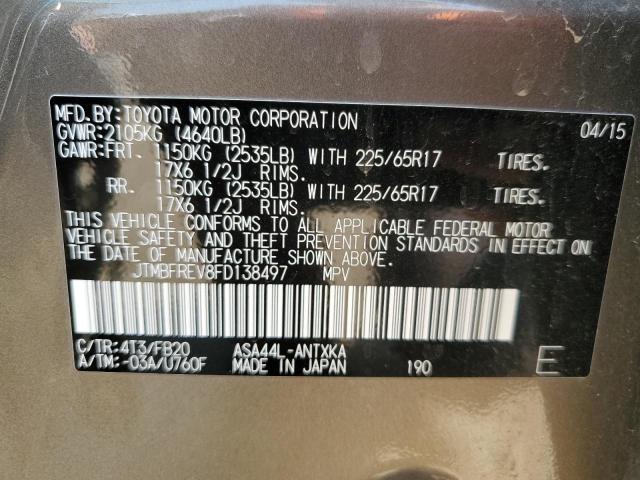 MFD.BY:TOYOTA MOTOR CORPORATION 04/15
GVWR:2105KG (4640LB)
GAWR:FRT. 1150KG (2535LB) WITH 225/65R17 TIRES.
17X6 1/2J RIMS.
RR. 1150KG (2535LB) WITH 225/65R17 TIRES.
17X6 1/2J RIMS.
THIS VEHICLE CONFORMS TO ALL APPLICABLE FEDERAL MOTOR
VEHICLE SAFETY AND THEFT PREVENTION STANDARDS IN EFFECT ON
THE DATE OF MANUFACTURE SHOWN ABOVE.
JTMBFREV8FD138497 MPV
C/TR:4T3/FB20 ASA44L-ANTXKA
A/TM:-03A/U760F MADE IN JAPAN 190 E